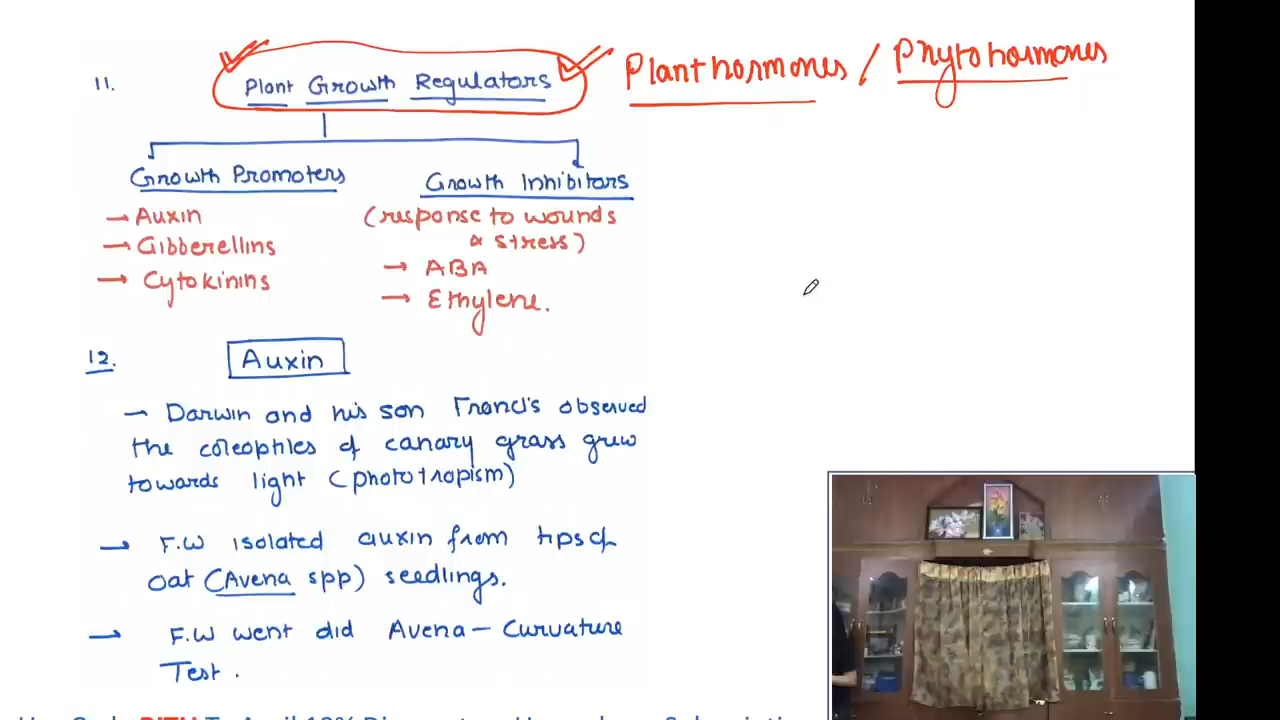 11. Plant Growth Regulators Plant hormones / Phytohormones
Growth Promoters
→ Auxin
→ Gibberellins
→ Cytokinins
Growth Inhibitors
(response to wounds
& stress)
→ ABA
→ Ethylene.
12. Auxin
→ Darwin and his son Francis observed
the coleoptiles of canary grass grew
towards light (phototropism)
→ F.W isolated auxin from tips of
oat (Avena spp) seedlings.
→ F.W went did Avena - Curvature
Test.